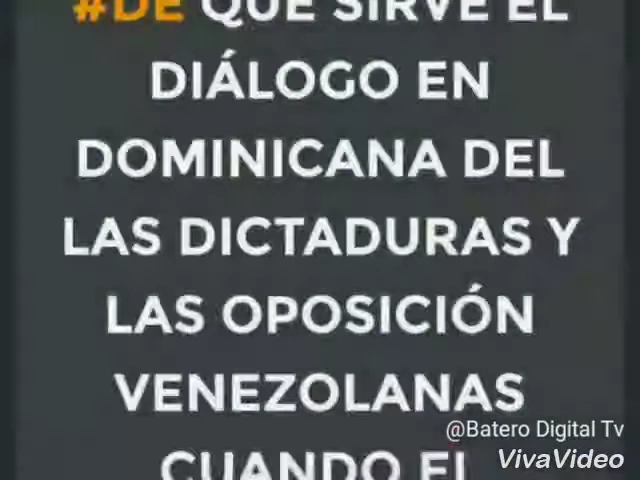 #DE QUE SIRVE EL
DIÁLOGO EN
DOMINICANA DEL
LAS DICTADURAS Y
LAS OPOSICIÓN
VENEZOLANAS
@Batero Digital Tv
CUANDO EL
VivaVideo